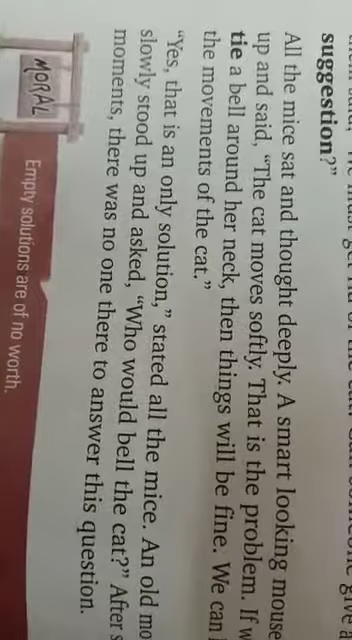 suggestion?"
All the mice sat and thought deeply. A smart looking mouse
up and said, "The cat moves softly. That is the problem. If
tie a bell around her neck, then things will be fine. We can
the movements of the cat."
"Yes, that is an only solution," stated all the mice. An old
slowly stood up and asked, "Who would bell the cat?" After
moments, there was no one there to answer this question.
MORAL
Empty solutions are of no worth.